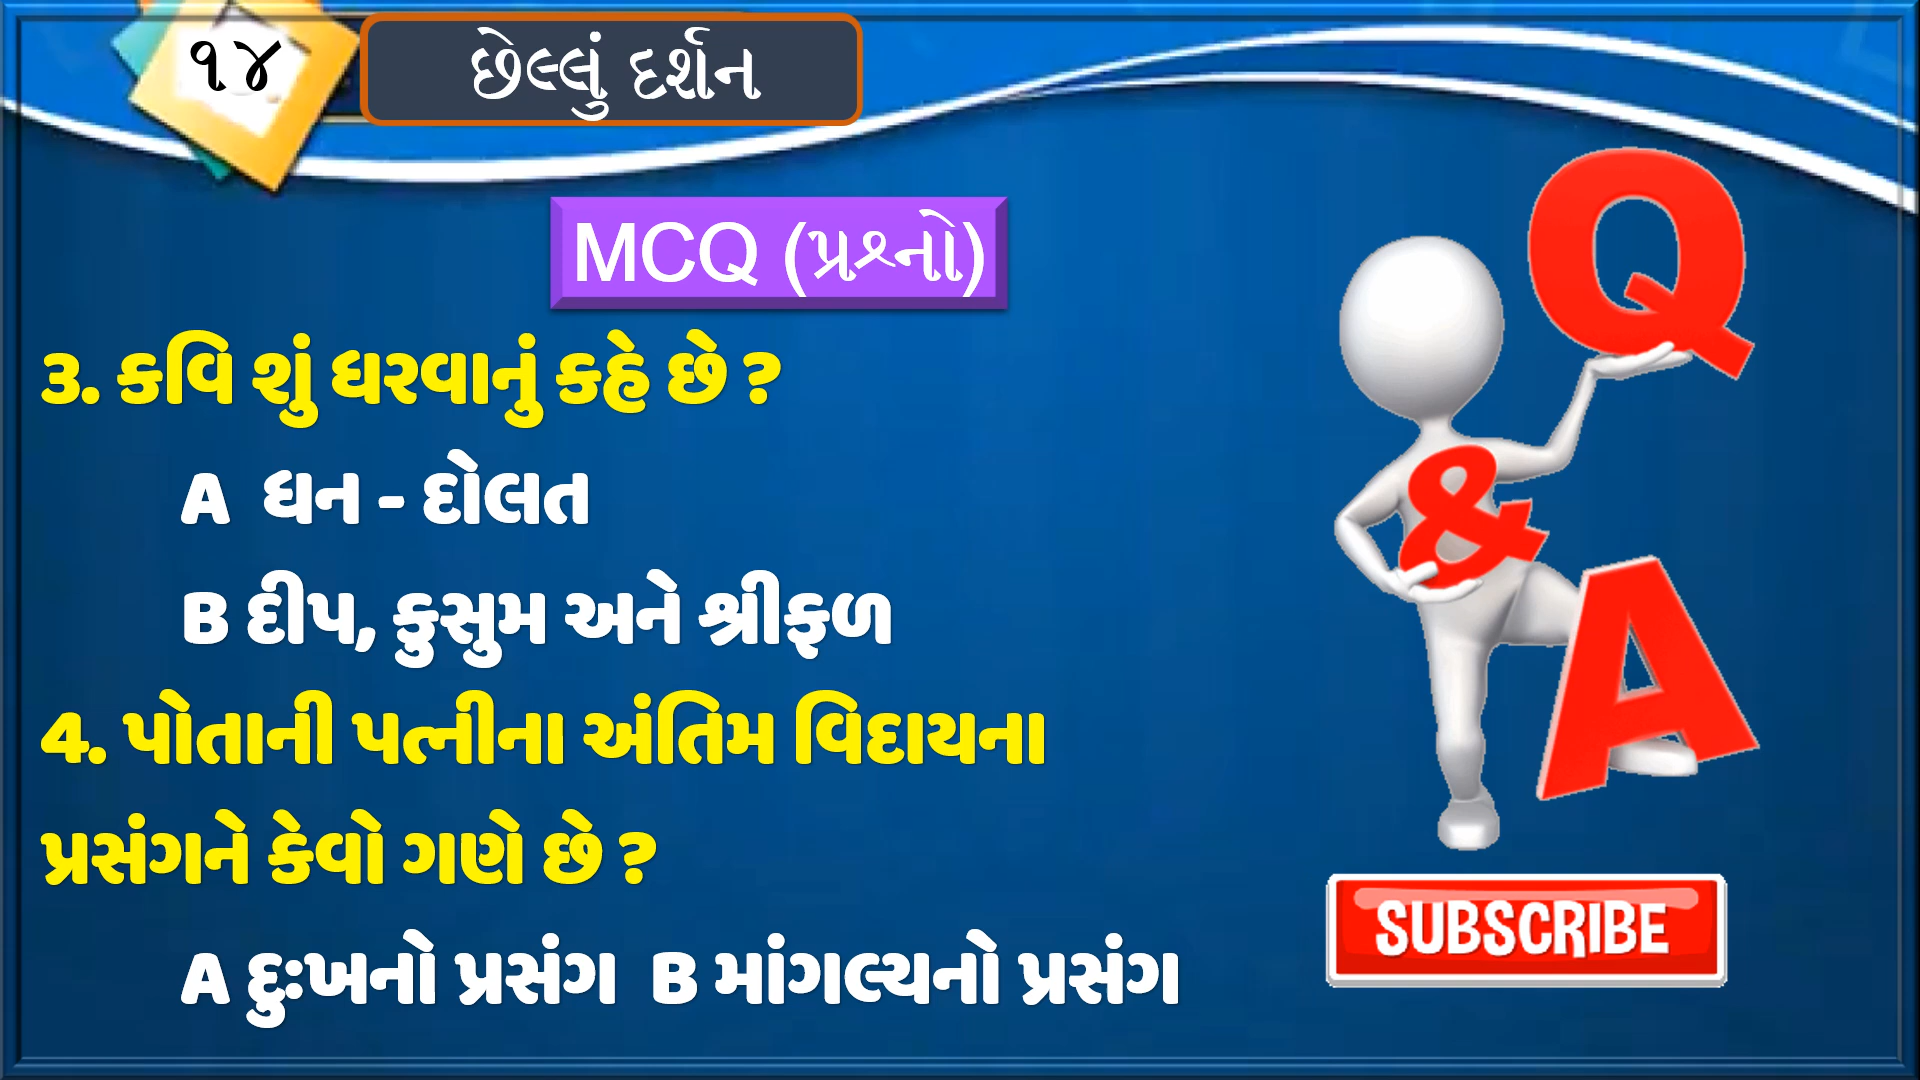 ૧૪
છેલ્લું દર્શન
MCQ (પ્રશ્નો)
૩. કવિ શું ધરવાનું કહે છે ?
A ધન - દોલત
B દીપ, કુસુમ અને શ્રીફળ
4. પોતાની પત્નીના અંતિમ વિદાયના
પ્રસંગને કેવો ગણે છે ?
A દુઃખનો પ્રસંગ B માંગલ્યનો પ્રસંગ
Q
&
A
SUBSCRIBE